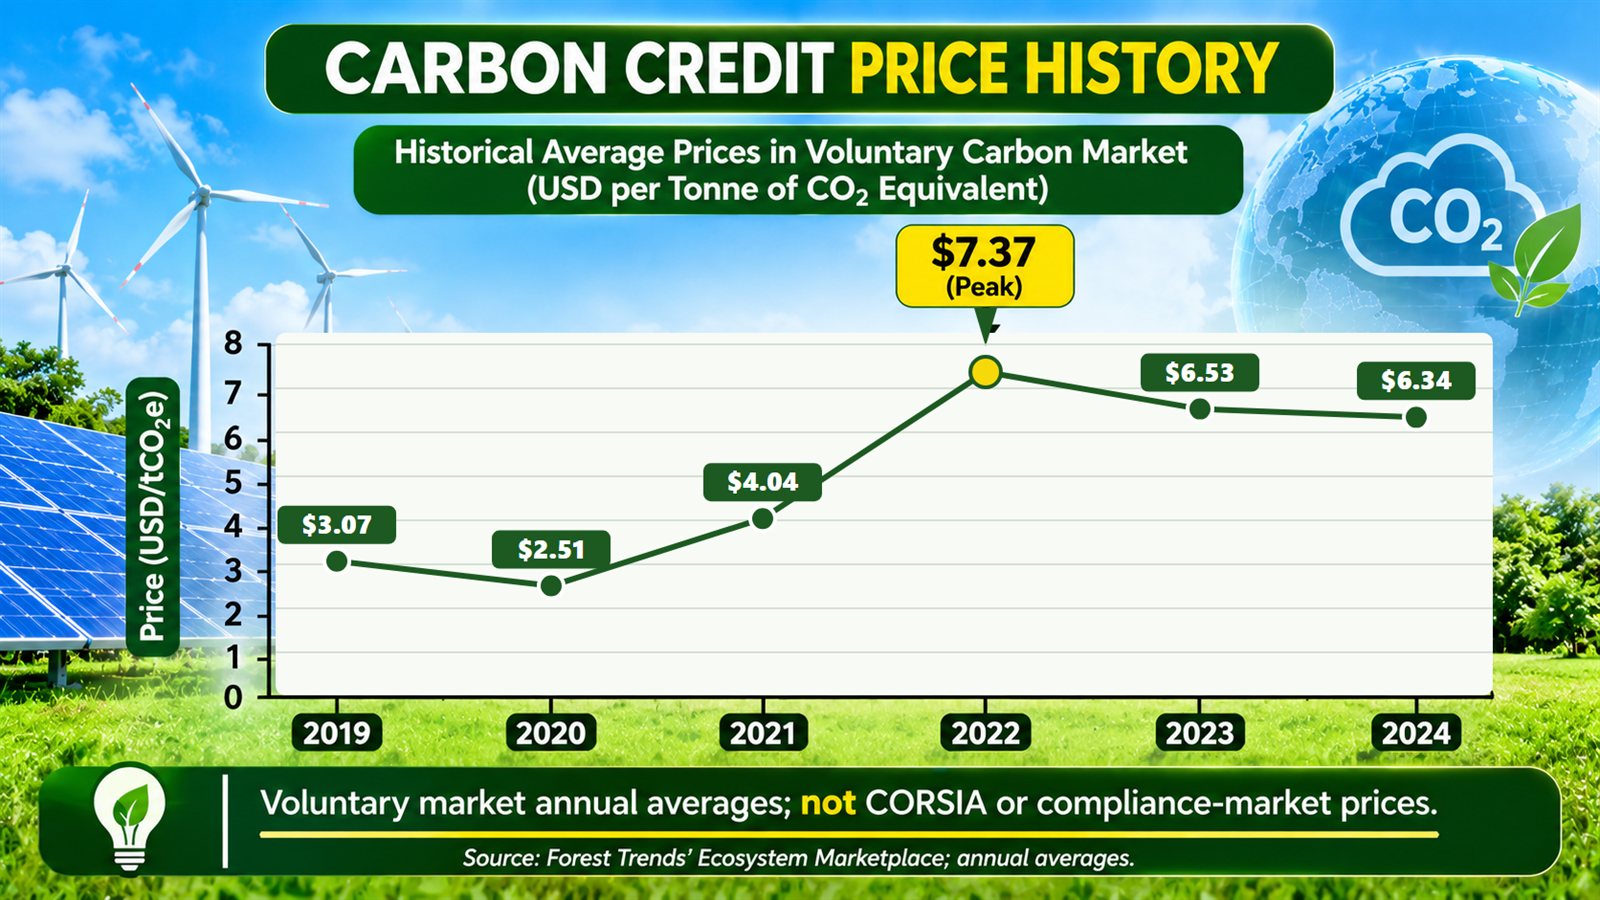 CARBON CREDIT PRICE HISTORY
Historical Average Prices in Voluntary Carbon Market
(USD per Tonne of CO₂ Equivalent)
CO₂
$7.37
(Peak)
Price (USD/tCO₂e)
8
7
6
5
4
3
2
1
0
$3.07
$2.51
$4.04
$6.53
$6.34
2019
2020
2021
2022
2023
2024
Voluntary market annual averages; not CORSIA or compliance-market prices.
Source: Forest Trends’ Ecosystem Marketplace; annual averages.